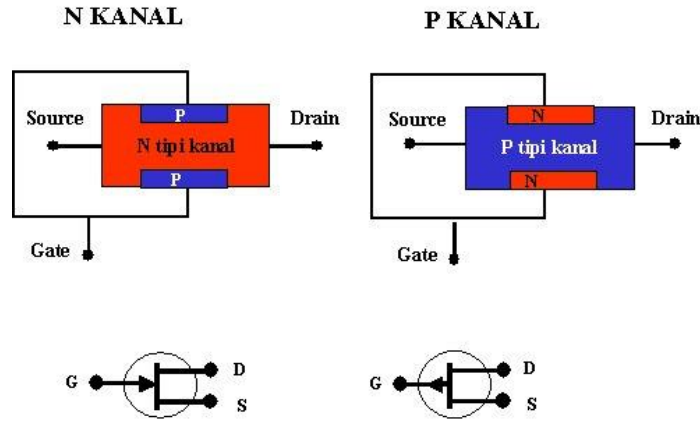 N KANAL
P KANAL
Source
P
Drain
N tipi kanal
P
Gate
Source
N
Drain
P tipi kanal
N
Gate
G
D
S
G
D
S